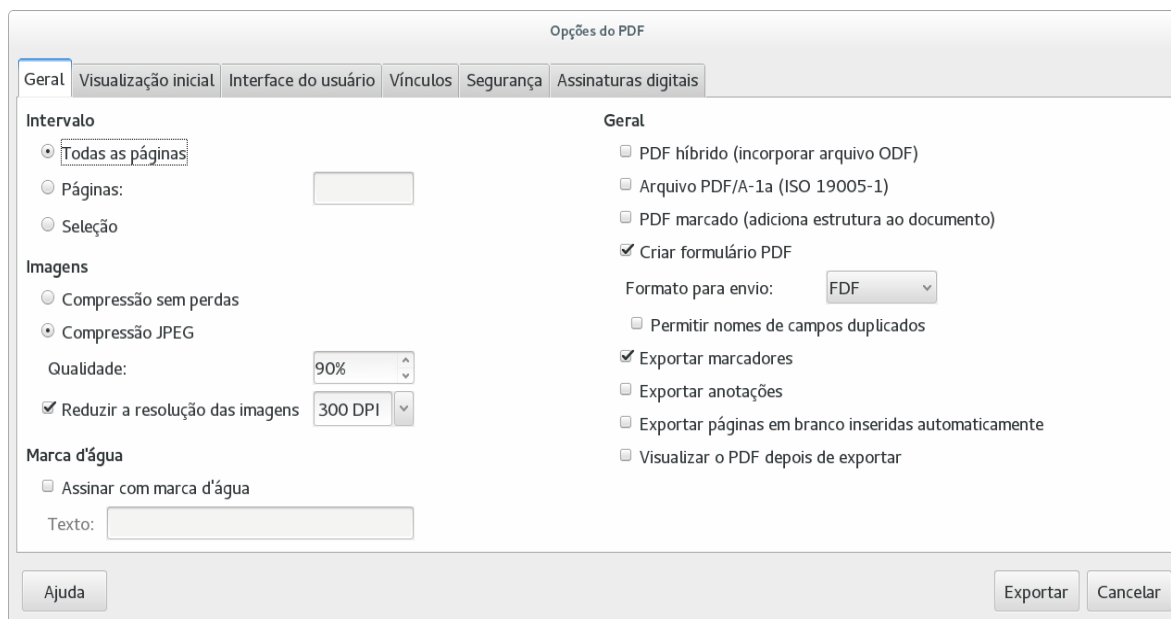 Opções do PDF
Geral Visualização inicial Interface do usuário Vínculos Segurança Assinaturas digitais
Intervalo
Todas as páginas
Páginas:
Seleção
Imagens
Compressão sem perdas
Compressão JPEG
Qualidade: 90%
Reduzir a resolução das imagens 300 DPI
Marca d'água
Assinar com marca d'água
Texto:
Geral
PDF híbrido (incorporar arquivo ODF)
Arquivo PDF/A-1a (ISO 19005-1)
PDF marcado (adiciona estrutura ao documento)
Criar formulário PDF
Formato para envio: FDF
Permitir nomes de campos duplicados
Exportar marcadores
Exportar anotações
Exportar páginas em branco inseridas automaticamente
Visualizar o PDF depois de exportar
Ajuda Exportar Cancelar